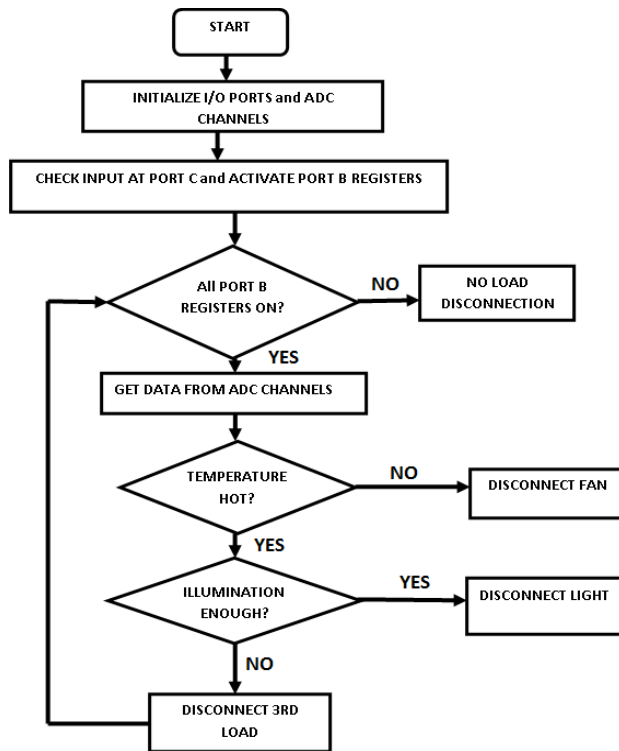 START
INITIALIZE I/O PORTS and ADC
CHANNELS
CHECK INPUT AT PORT C and ACTIVATE PORT B REGISTERS
All PORT B
REGISTERS ON?
NO
NO LOAD
DISCONNECTION
YES
GET DATA FROM ADC CHANNELS
TEMPERATURE
HOT?
NO
DISCONNECT FAN
YES
ILLUMINATION
ENOUGH?
YES
DISCONNECT LIGHT
NO
DISCONNECT 3RD
LOAD